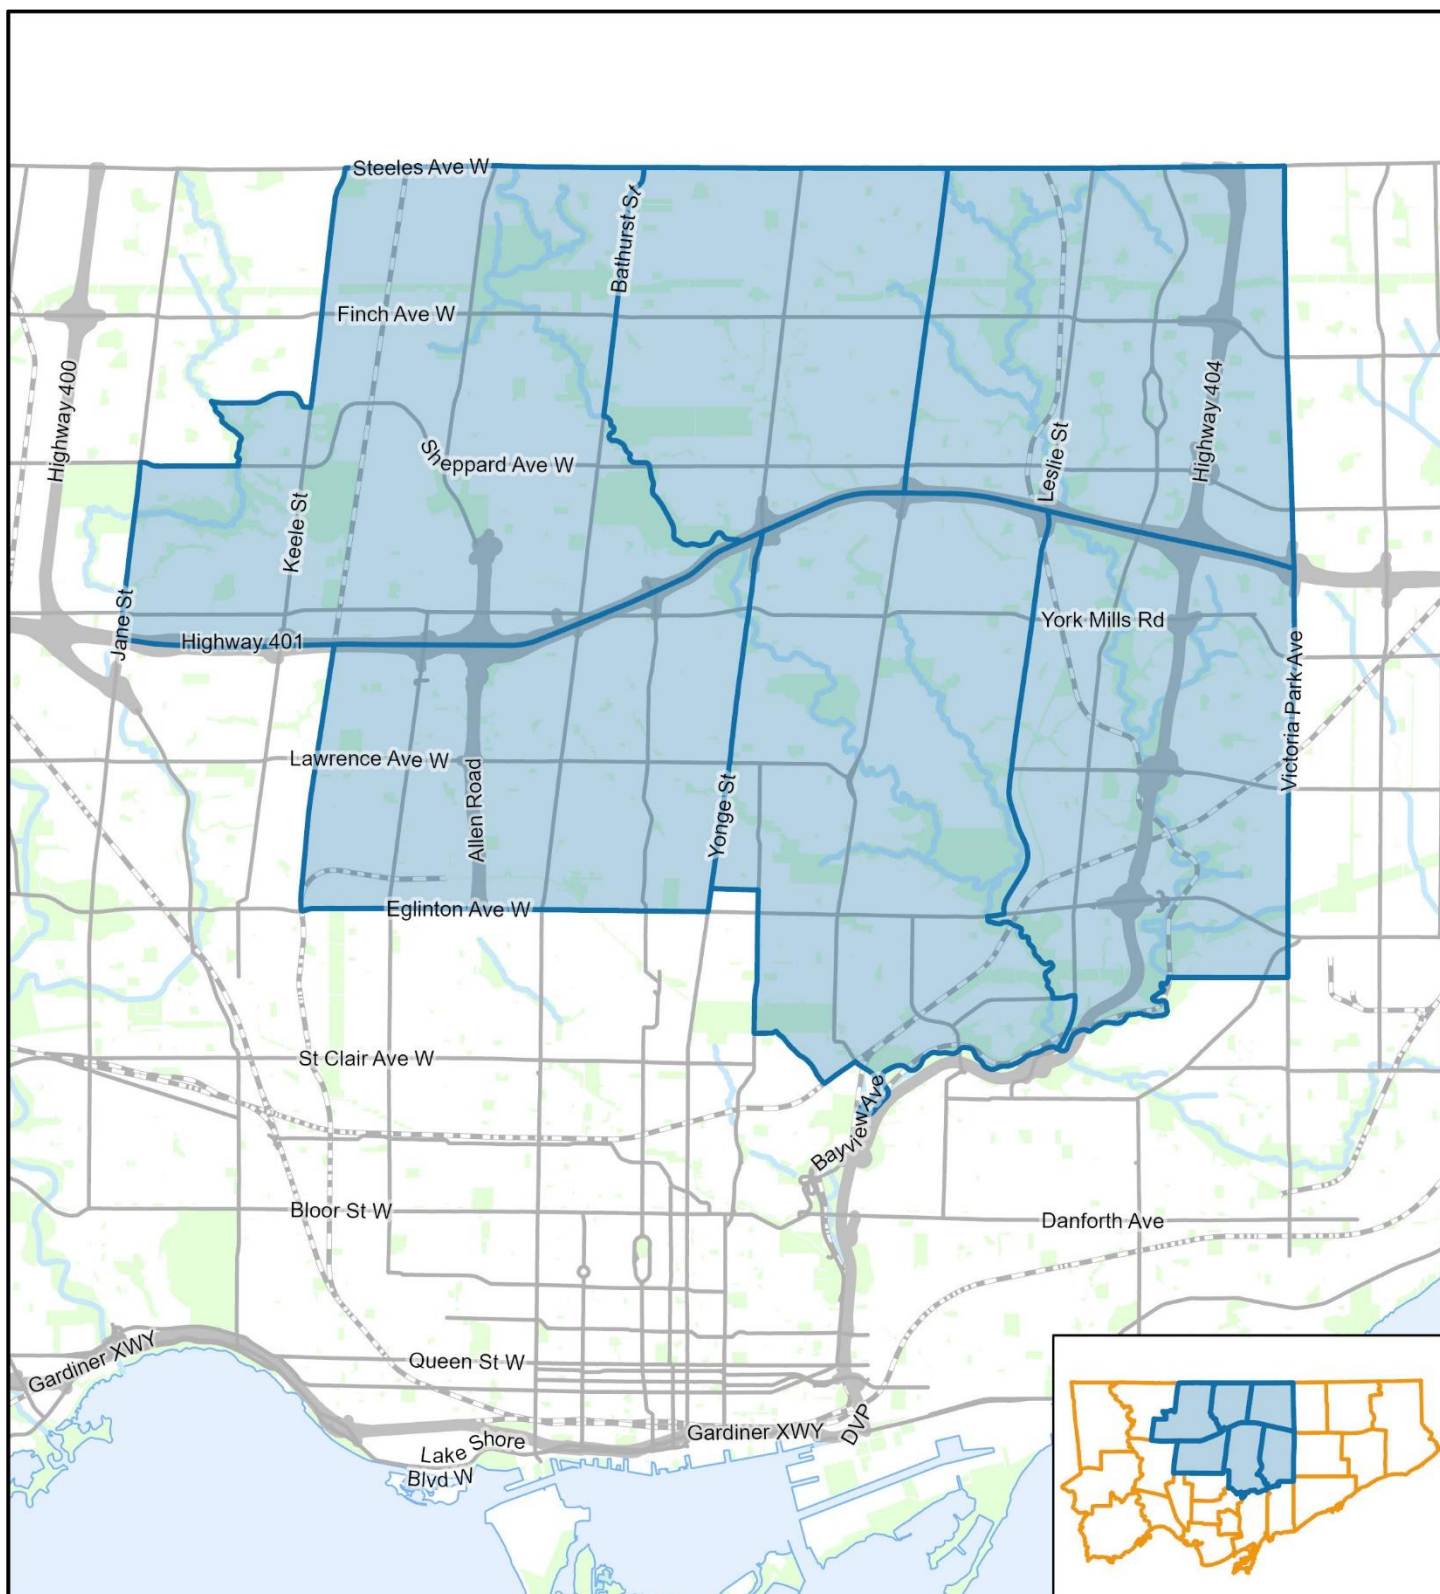 Steeles Ave W
Bathurst St
Finch Ave W
Highway 400
Highway 404
Leslie St
Sheppard Ave W
Keele St
Jane St
York Mills Rd
Highway 401
Victoria Park Ave
Lawrence Ave W
Allen Road
Yonge St
Eglinton Ave W
St Clair Ave W
Bayview Ave
Bloor St W
Danforth Ave
Gardiner XWY
Queen St W
Gardiner XWY
DVP
Lake Shore
Blvd W